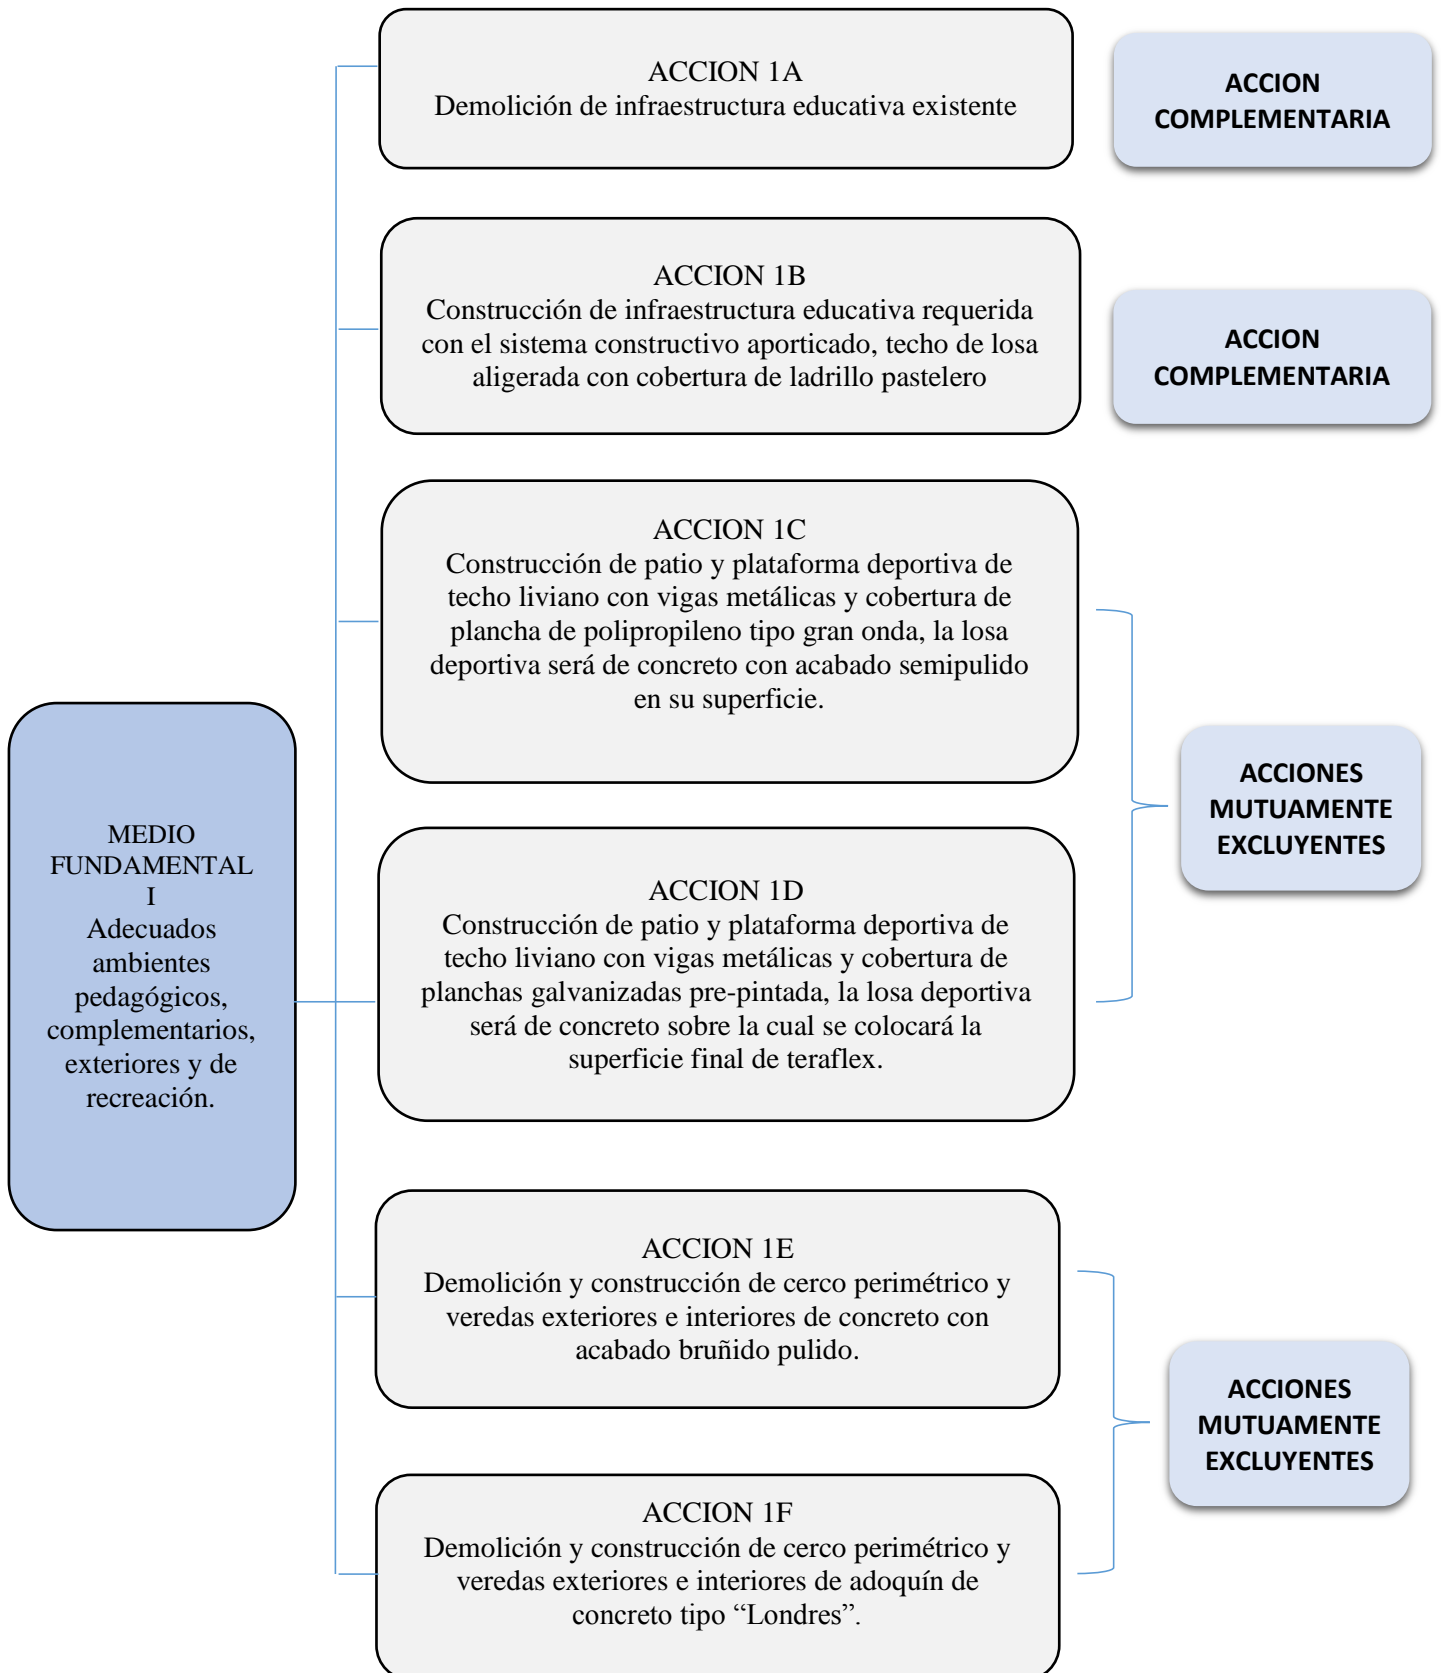 ACCION 1A
Demolición de infraestructura educativa existente
ACCION
COMPLEMENTARIA
ACCION 1B
Construcción de infraestructura educativa requerida
con el sistema constructivo aporticado, techo de losa
aligerada con cobertura de ladrillo pastelero
ACCION
COMPLEMENTARIA
ACCION 1C
Construcción de patio y plataforma deportiva de
techo liviano con vigas metálicas y cobertura de
plancha de polipropileno tipo gran onda, la losa
deportiva será de concreto con acabado semipulido
en su superficie.
ACCIONES
MUTUAMENTE
EXCLUYENTES
MEDIO
FUNDAMENTAL
I
Adecuados
ambientes
pedagógicos,
complementarios,
exteriores y de
recreación.
ACCION 1D
Construcción de patio y plataforma deportiva de
techo liviano con vigas metálicas y cobertura de
planchas galvanizadas pre-pintada, la losa deportiva
será de concreto sobre la cual se colocará la
superficie final de teraflex.
ACCION 1E
Demolición y construcción de cerco perimétrico y
veredas exteriores e interiores de concreto con
acabado bruñido pulido.
ACCIONES
MUTUAMENTE
EXCLUYENTES
ACCION 1F
Demolición y construcción de cerco perimétrico y
veredas exteriores e interiores de adoquín de
concreto tipo “Londres”.